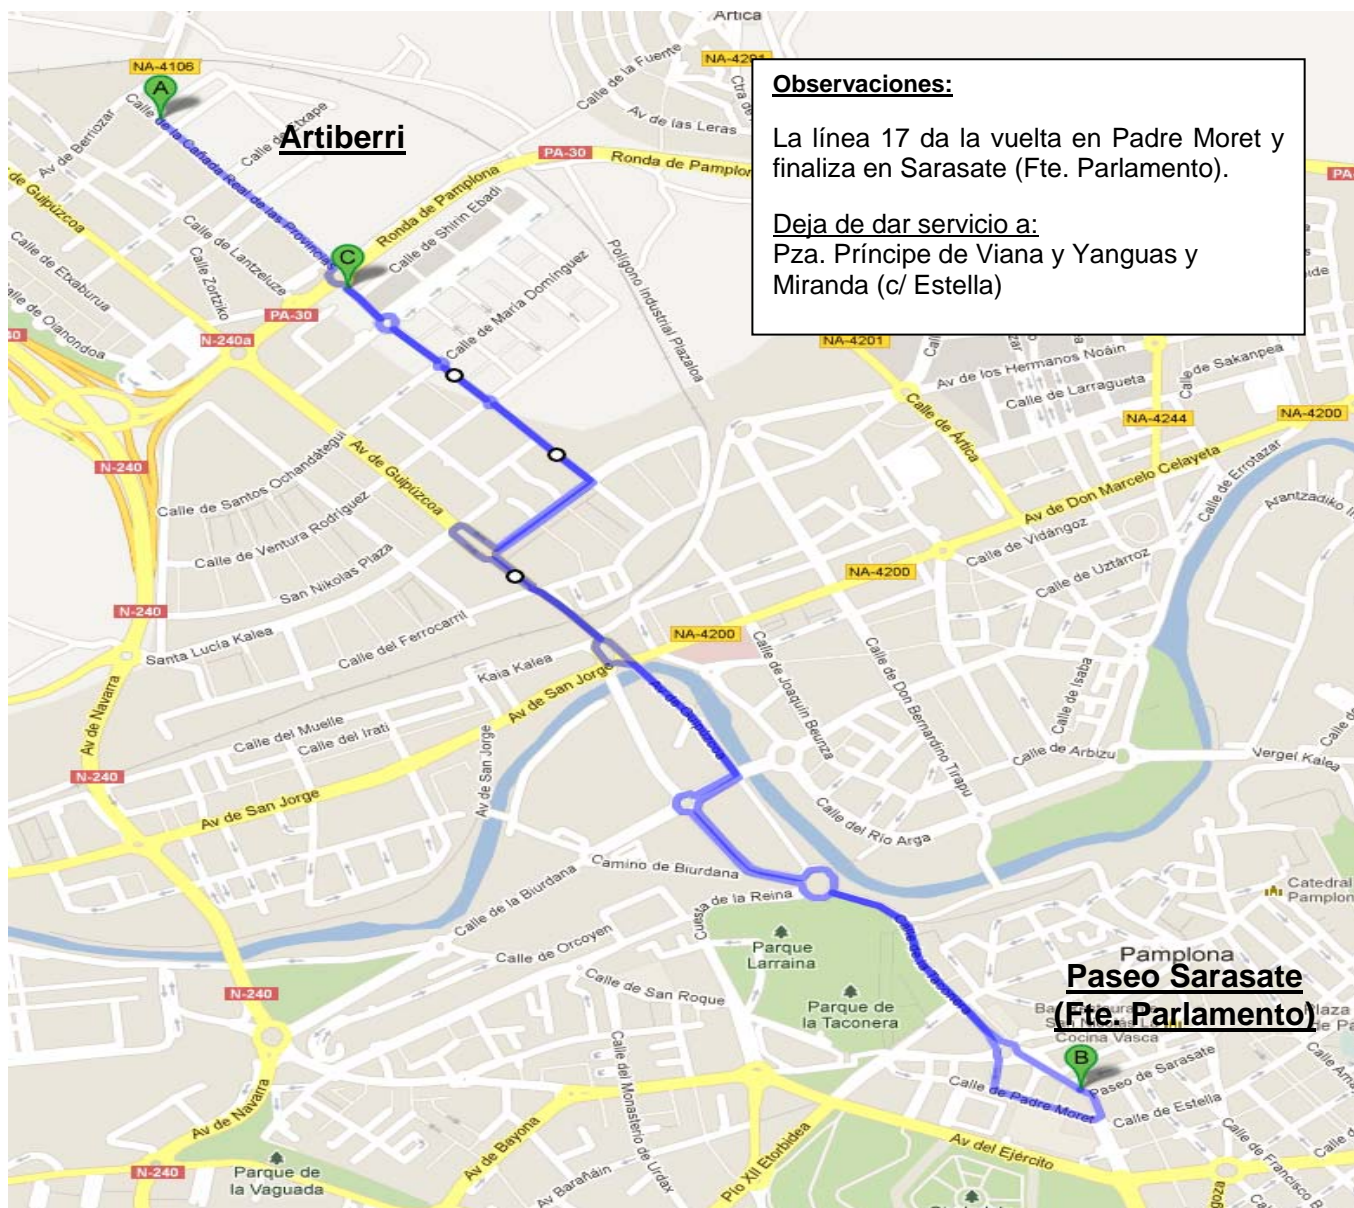 Ártica
NA-4106
A
Calle de la Cañada Real de las Provincias
Av de Berriozar
Calle de Etxape
Artiberri
Calle de la Fuente
NA-4201
Av de las Leras
PA-30
Ronda de Pamplona
Observaciones:
La línea 17 da la vuelta en Padre Moret y
finaliza en Sarasate (Fte. Parlamento).
Deja de dar servicio a:
Pza. Príncipe de Viana y Yanguas y
Miranda (c/ Estella)
Ronda de Pamplona
Calle de Shirin Ebadi
C
Calle de Lantzeluze
Calle Zortziko
Calle de Etxaburua
Calle de Oianondoa
PA-30
N-240a
Calle de María Domínguez
Polígono Industrial Plazaloa
NA-4201
Av de los Hermanos Noáin
Calle de Larragueta
Calle de Sakanpea
NA-4244
NA-4200
Calle de Ártica
Av de Guipúzcoa
N-240
Calle de Santos Ochandátegui
Calle de Ventura Rodríguez
San Nikolas Plaza
Av de Don Marcelo Celayeta
Calle de Errotazar
Calle de Vidángoz
Calle de Uztárroz
NA-4200
N-240
Santa Lucía Kalea
Calle del Ferrocarril
Kaia Kalea
NA-4200
Av de San Jorge
Calle de Joaquín Beunza
Calle de Don Bernardino Tirapu
Calle de Isaba
Av de Navarra
Calle del Muelle
Calle del Irati
Av de San Jorge
Av de Guipúzcoa
Calle de Arbizu
Vergel Kalea
N-240
Av de San Jorge
Calle del Río Arga
Camino de Biurdana
Calle de la Biurdana
Cuesta de la Reina
Catedral
Pamplon
Calle de Orcoyen
Parque
Larraina
Calle de la Taconera
Pamplona
Paseo Sarasate
(Fte. Parlamento)
Cocina Vasca
N-240
Calle de San Roque
Parque de
la Taconera
B
Paseo de Sarasate
Calle de Padre Moret
Calle de Estella
Av del Ejército
Calle del Monasterio de Urdax
Av de Navarra
Av de Bayona
Pío XII Etorbidea
Calle de Francisco B
N-240
Parque de
la Vaguada
Av Barañáin